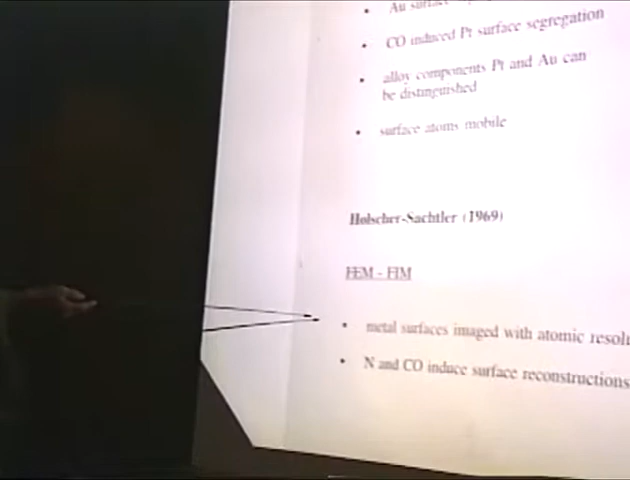 • Au
• CO induced Pt surface segregation
• alloy components Pt and Au can
be distinguished
• surface atoms mobile
Holscher-Sachtler (1969)
FEM - FIM
• metal surfaces imaged with atomic
• N and CO induce surface reconstructions